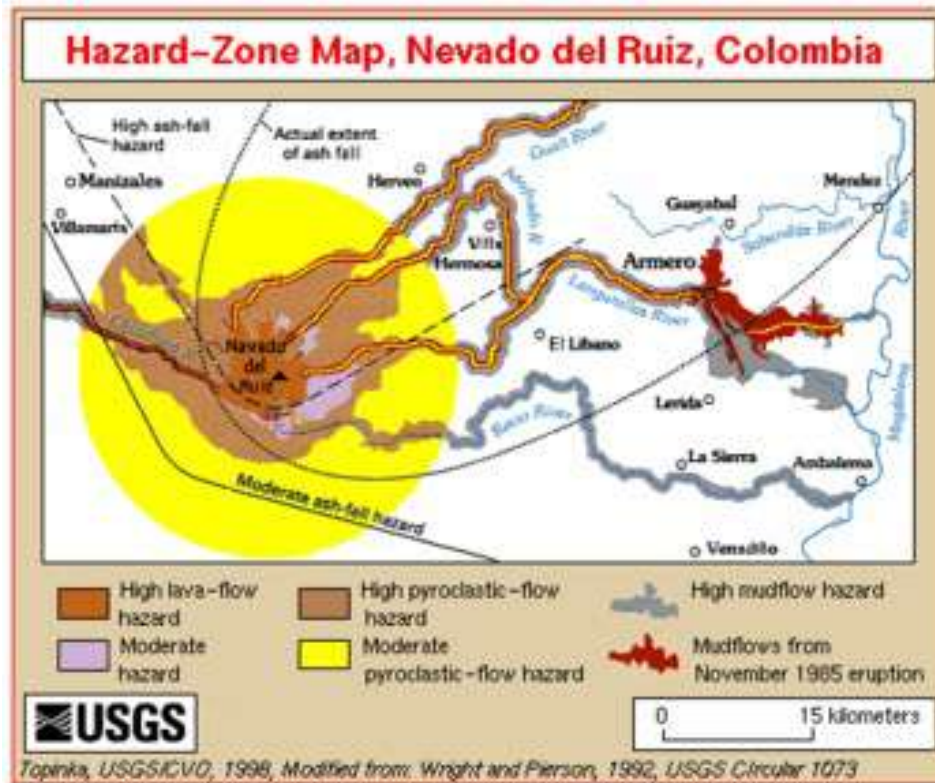 Hazard-Zone Map, Nevado del Ruiz, Colombia
High ash-fall
hazard
Actual extent
of ash fall
Manizales
Villamaria
Herveo
Guali River
Mendez
Guayabal
River
Villa
Hermosa
Armero
Sabandija River
Lagunillas River
Nevado
del
Ruiz
El Libano
Lerida
Magdalena
Recio River
La Sierra
Ambalema
Moderate ash-fall hazard
Venadillo
High lava-flow
hazard
High pyroclastic-flow
hazard
High mudflow hazard
Moderate
hazard
Moderate
pyroclastic-flow hazard
Mudflows from
November 1985 eruption
USGS
0 15 kilometers
Topinka, USGS/CVO, 1998, Modified from: Wright and Pierson, 1992, USGS Circular 1073